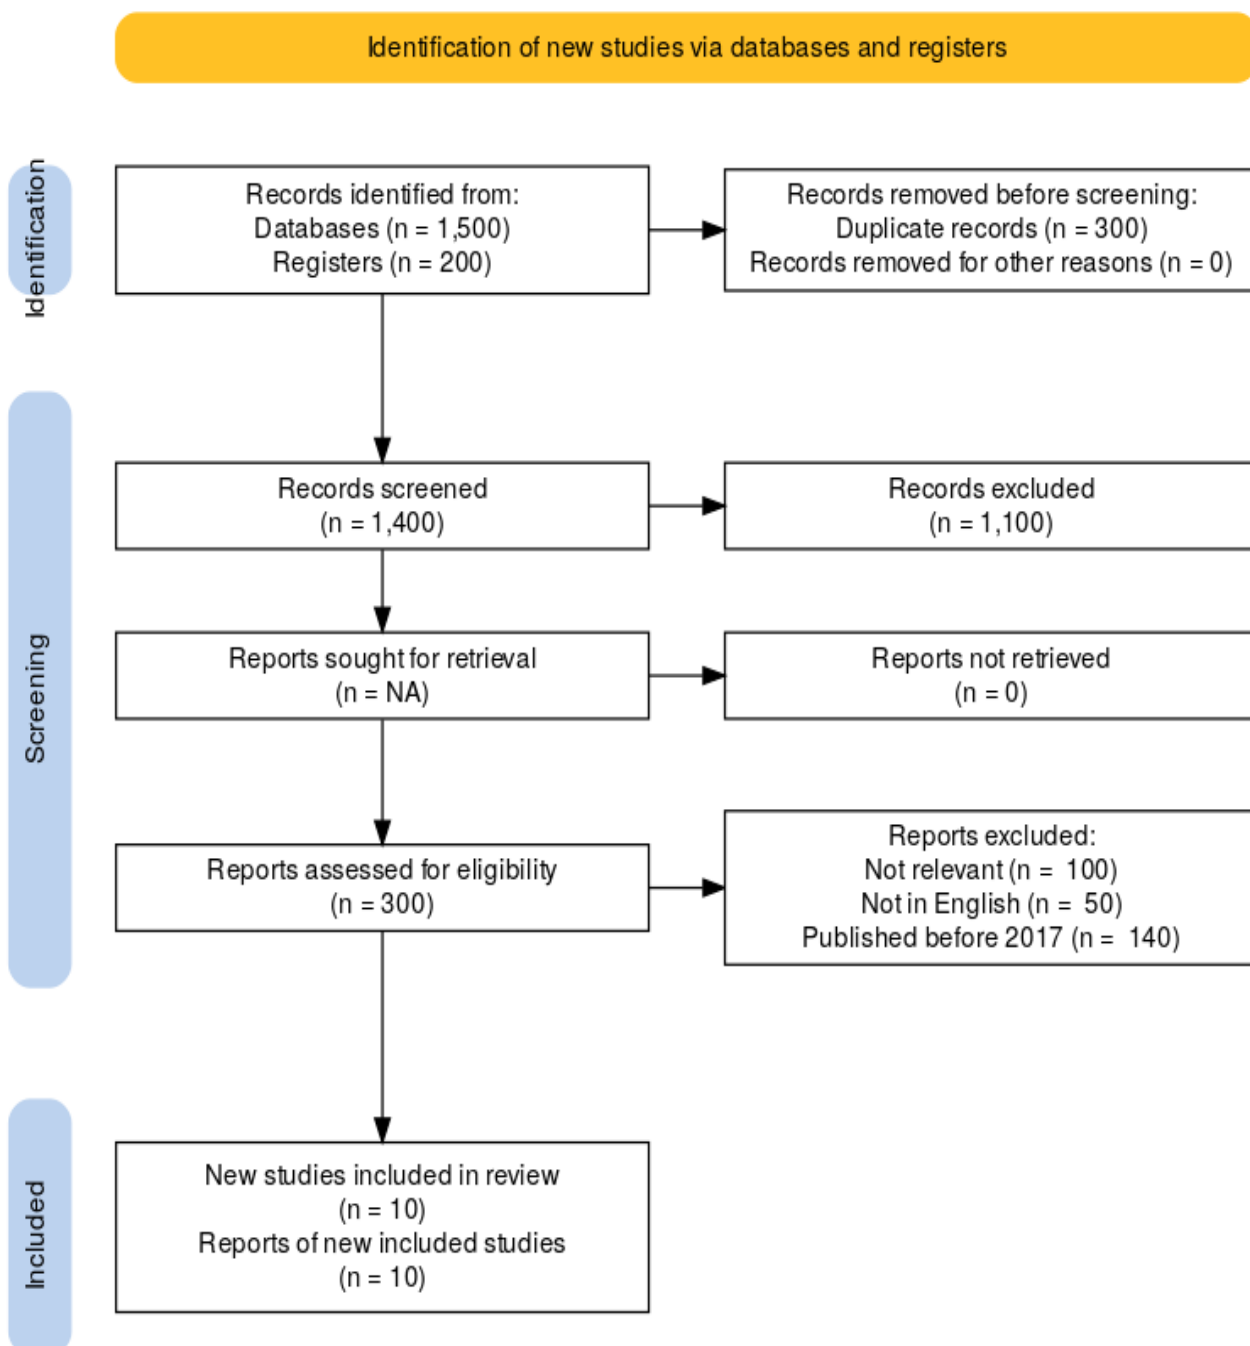 Identification of new studies via databases and registers
Identification
Records identified from:
Databases (n = 1,500)
Registers (n = 200)
Records removed before screening:
Duplicate records (n = 300)
Records removed for other reasons (n = 0)
Screening
Records screened
(n = 1,400)
Records excluded
(n = 1,100)
Reports sought for retrieval
(n = NA)
Reports not retrieved
(n = 0)
Reports assessed for eligibility
(n = 300)
Reports excluded:
Not relevant (n = 100)
Not in English (n = 50)
Published before 2017 (n = 140)
Included
New studies included in review
(n = 10)
Reports of new included studies
(n = 10)